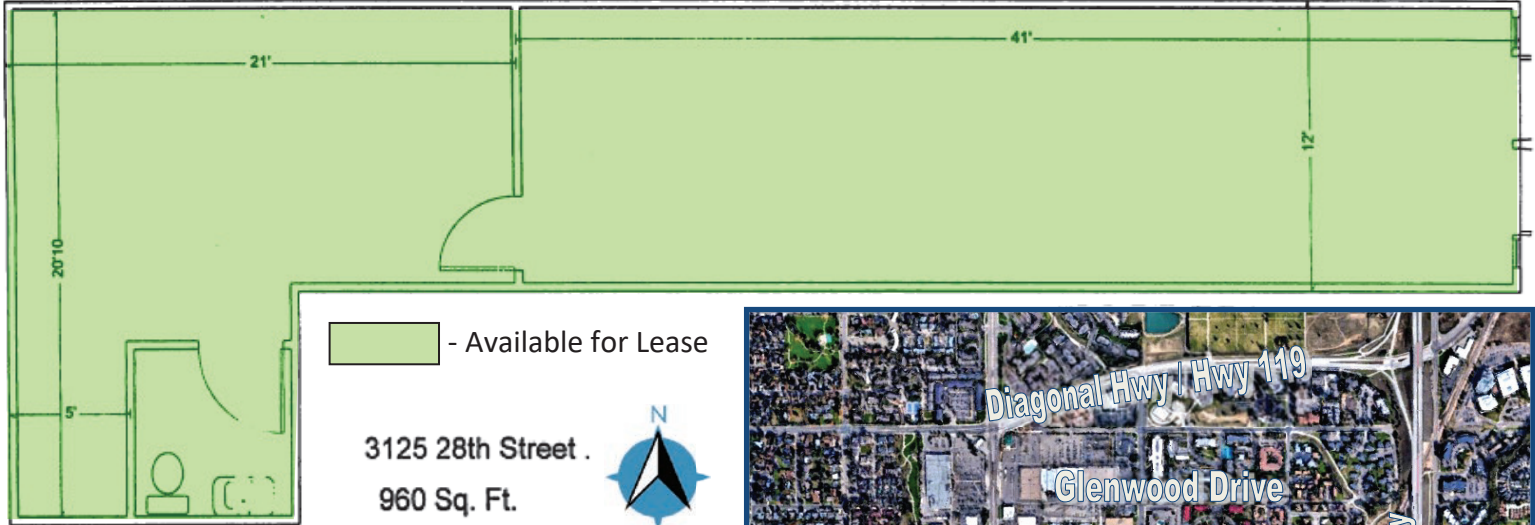 21'
41'
12'
20'10
5'
- Available for Lease
3125 28th Street .
960 Sq. Ft.
N
Diagonal Hwy / Hwy 119
Glenwood Drive
y